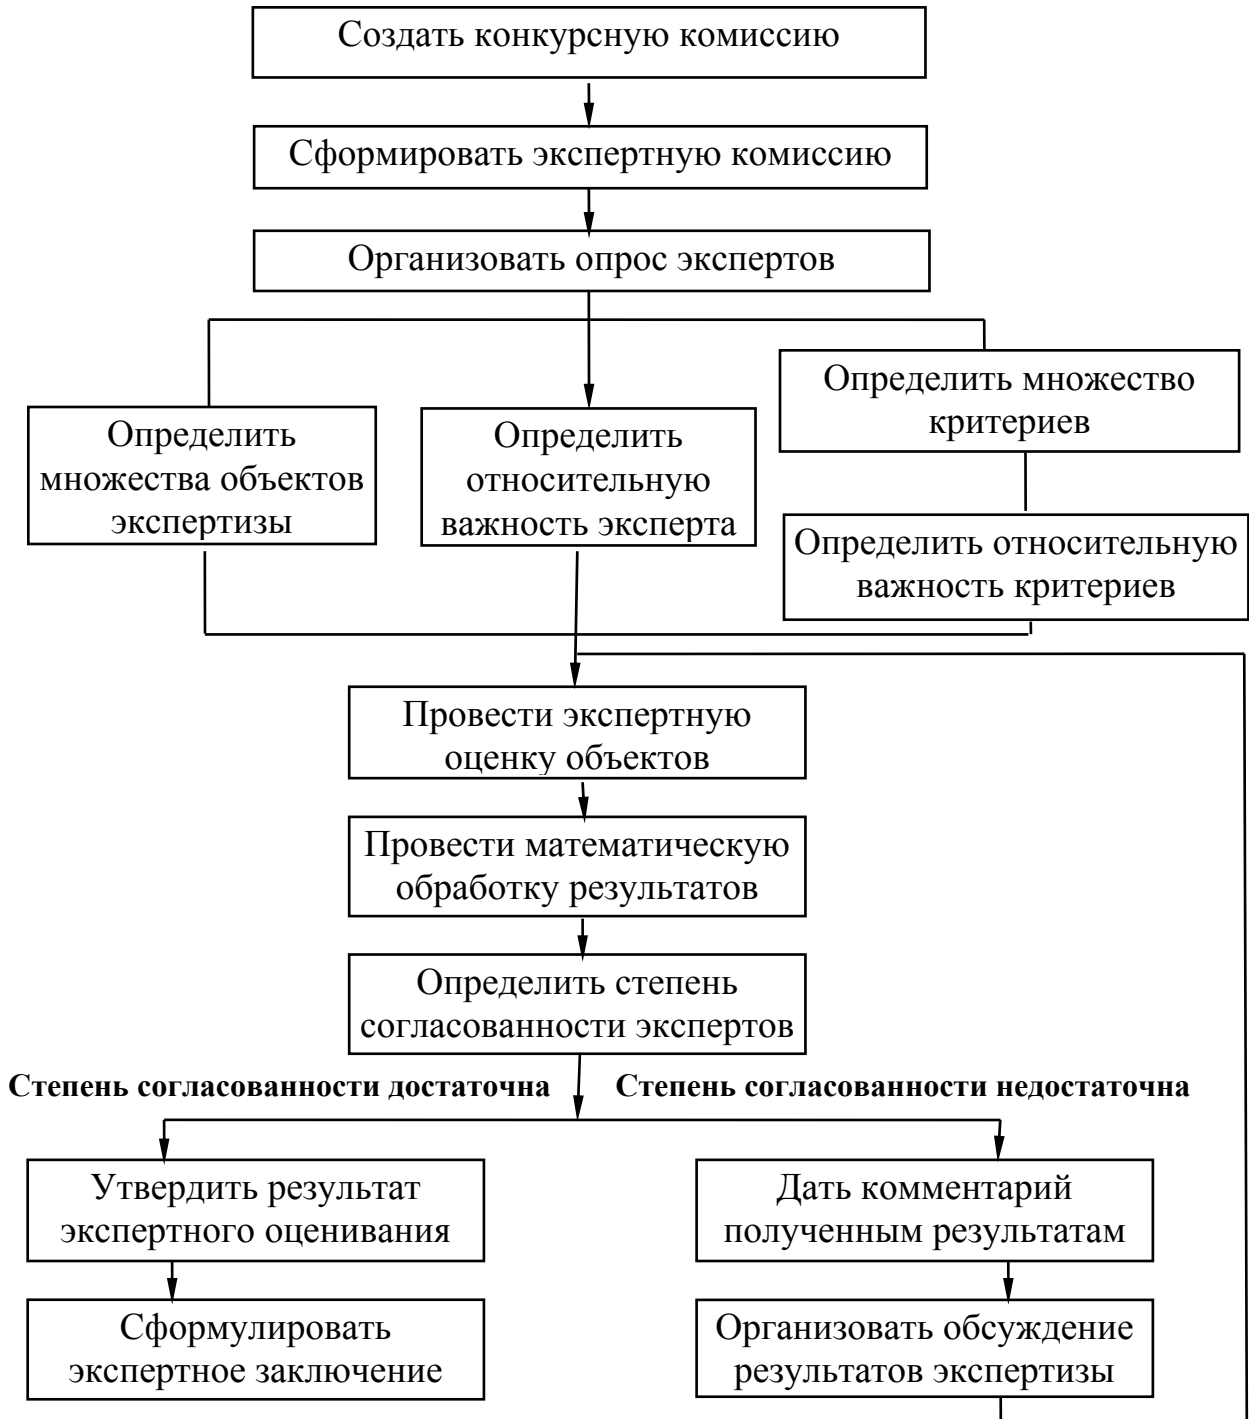 Создать конкурсную комиссию
Сформировать экспертную комиссию
Организовать опрос экспертов
Определить
множества объектов
экспертизы
Определить
относительную
важность эксперта
Определить множество
критериев
Определить относительную
важность критериев
Провести экспертную
оценку объектов
Провести математическую
обработку результатов
Определить степень
согласованности экспертов
Степень согласованности достаточна
Степень согласованности недостаточна
Утвердить результат
экспертного оценивания
Сформулировать
экспертное заключение
Дать комментарий
полученным результатам
Организовать обсуждение
результатов экспертизы